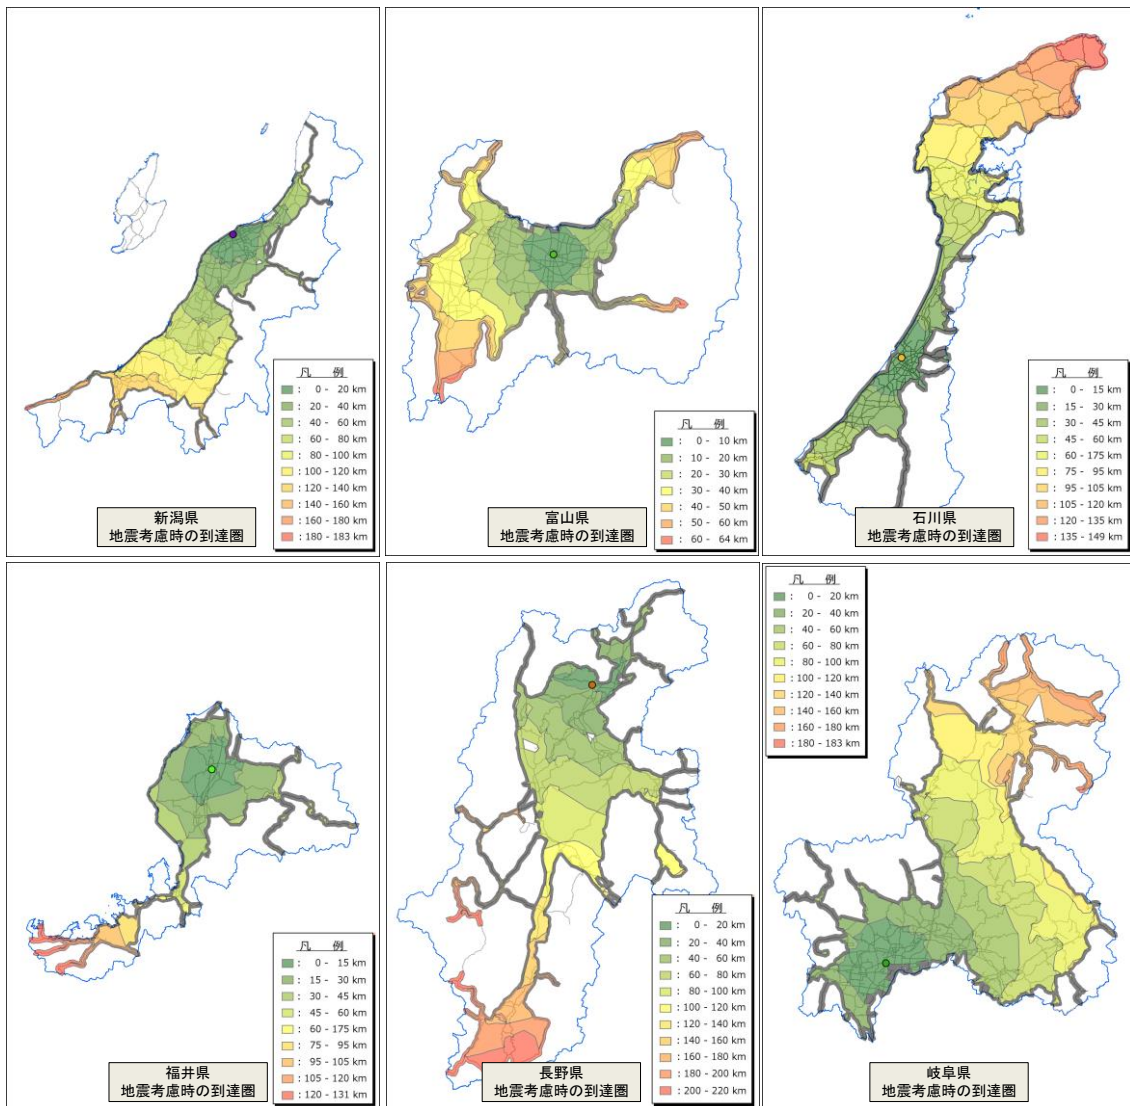 凡 例
: 0 - 20 km
: 20 - 40 km
: 40 - 60 km
: 60 - 80 km
: 80 - 100 km
: 100 - 120 km
: 120 - 140 km
: 140 - 160 km
: 160 - 180 km
: 180 - 183 km
新潟県
地震考慮時の到達圏
凡 例
: 0 - 10 km
: 10 - 20 km
: 20 - 30 km
: 30 - 40 km
: 40 - 50 km
: 50 - 60 km
: 60 - 64 km
富山県
地震考慮時の到達圏
凡 例
: 0 - 15 km
: 15 - 30 km
: 30 - 45 km
: 45 - 60 km
: 60 - 175 km
: 75 - 95 km
: 95 - 105 km
: 105 - 120 km
: 120 - 135 km
: 135 - 149 km
石川県
地震考慮時の到達圏
凡 例
: 0 - 15 km
: 15 - 30 km
: 30 - 45 km
: 45 - 60 km
: 60 - 175 km
: 75 - 95 km
: 95 - 105 km
: 105 - 120 km
: 120 - 131 km
福井県
地震考慮時の到達圏
凡 例
: 0 - 20 km
: 20 - 40 km
: 40 - 60 km
: 60 - 80 km
: 80 - 100 km
: 100 - 120 km
: 120 - 140 km
: 140 - 160 km
: 160 - 180 km
: 180 - 200 km
: 200 - 220 km
長野県
地震考慮時の到達圏
凡 例
: 0 - 20 km
: 20 - 40 km
: 40 - 60 km
: 60 - 80 km
: 80 - 100 km
: 100 - 120 km
: 120 - 140 km
: 140 - 160 km
: 160 - 180 km
: 180 - 183 km
岐阜県
地震考慮時の到達圏